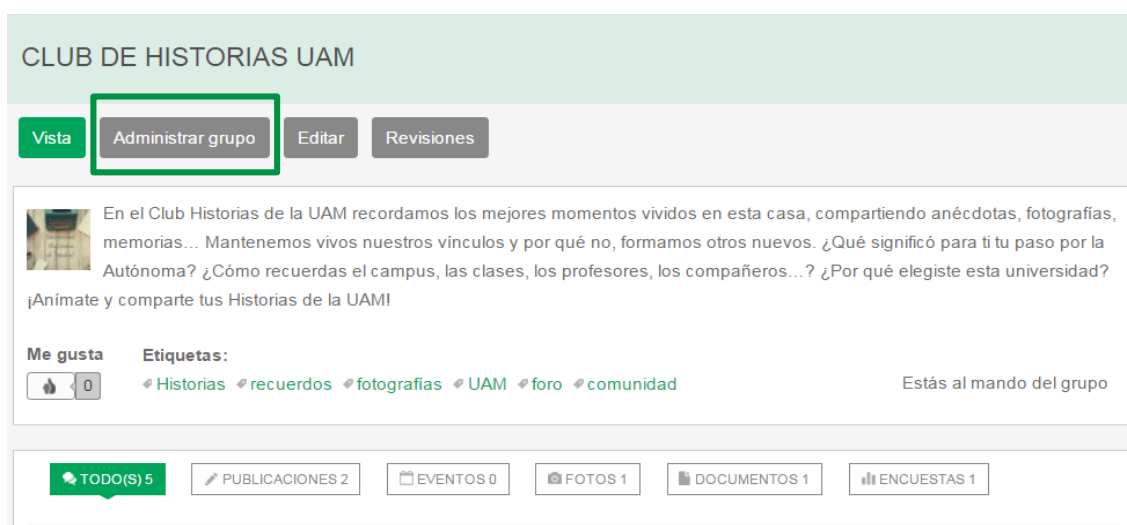 CLUB DE HISTORIAS UAM
Vista Administrar grupo Editar Revisiones
En el Club Historias de la UAM recordamos los mejores momentos vividos en esta casa, compartiendo anécdotas, fotografías,
memorias... Mantenemos vivos nuestros vínculos y por qué no, formamos otros nuevos. ¿Qué significó para ti tu paso por la
Autónoma? ¿Cómo recuerdas el campus, las clases, los profesores, los compañeros...? ¿Por qué elegiste esta universidad?
¡Anímate y comparte tus Historias de la UAM!
Me gusta Etiquetas:
0 Historias recuerdos fotografías UAM foro comunidad Estás al mando del grupo
TODO(S) 5 PUBLICACIONES 2 EVENTOS 0 FOTOS 1 DOCUMENTOS 1 ENCUESTAS 1